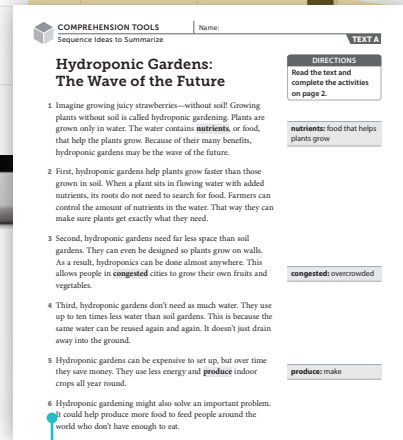 COMPREHENSION TOOLS
Name:
Sequence Ideas to Summarize
TEXT A
Hydroponic Gardens:
The Wave of the Future
DIRECTIONS
Read the text and
complete the activities
on page 2.
1 Imagine growing juicy strawberries—without soil! Growing
plants without soil is called hydroponic gardening. Plants are
grown only in water. The water contains nutrients, or food,
that help the plants grow. Because of their many benefits,
hydroponic gardens may be the wave of the future.
nutrients: food that helps
plants grow
2 First, hydroponic gardens help plants grow faster than those
grown in soil. When a plant sits in flowing water with added
nutrients, its roots do not need to search for food. Farmers can
control the amount of nutrients in the water. That way they can
make sure plants get exactly what they need.
3 Second, hydroponic gardens need far less space than soil
gardens. They can even be designed so plants grow on walls.
As a result, hydroponics can be done almost anywhere. This
allows people in congested cities to grow their own fruits and
vegetables.
congested: overcrowded
4 Third, hydroponic gardens don't need as much water. They use
up to ten times less water than soil gardens. This is because the
same water can be reused again and again. It doesn't just drain
away into the ground.
5 Hydroponic gardens can be expensive to set up, but over time
they save money. They use less energy and produce indoor
crops all year round.
produce: make
6 Hydroponic gardening might also solve an important problem.
It could help produce more food to feed people around the
world who don't have enough to eat.